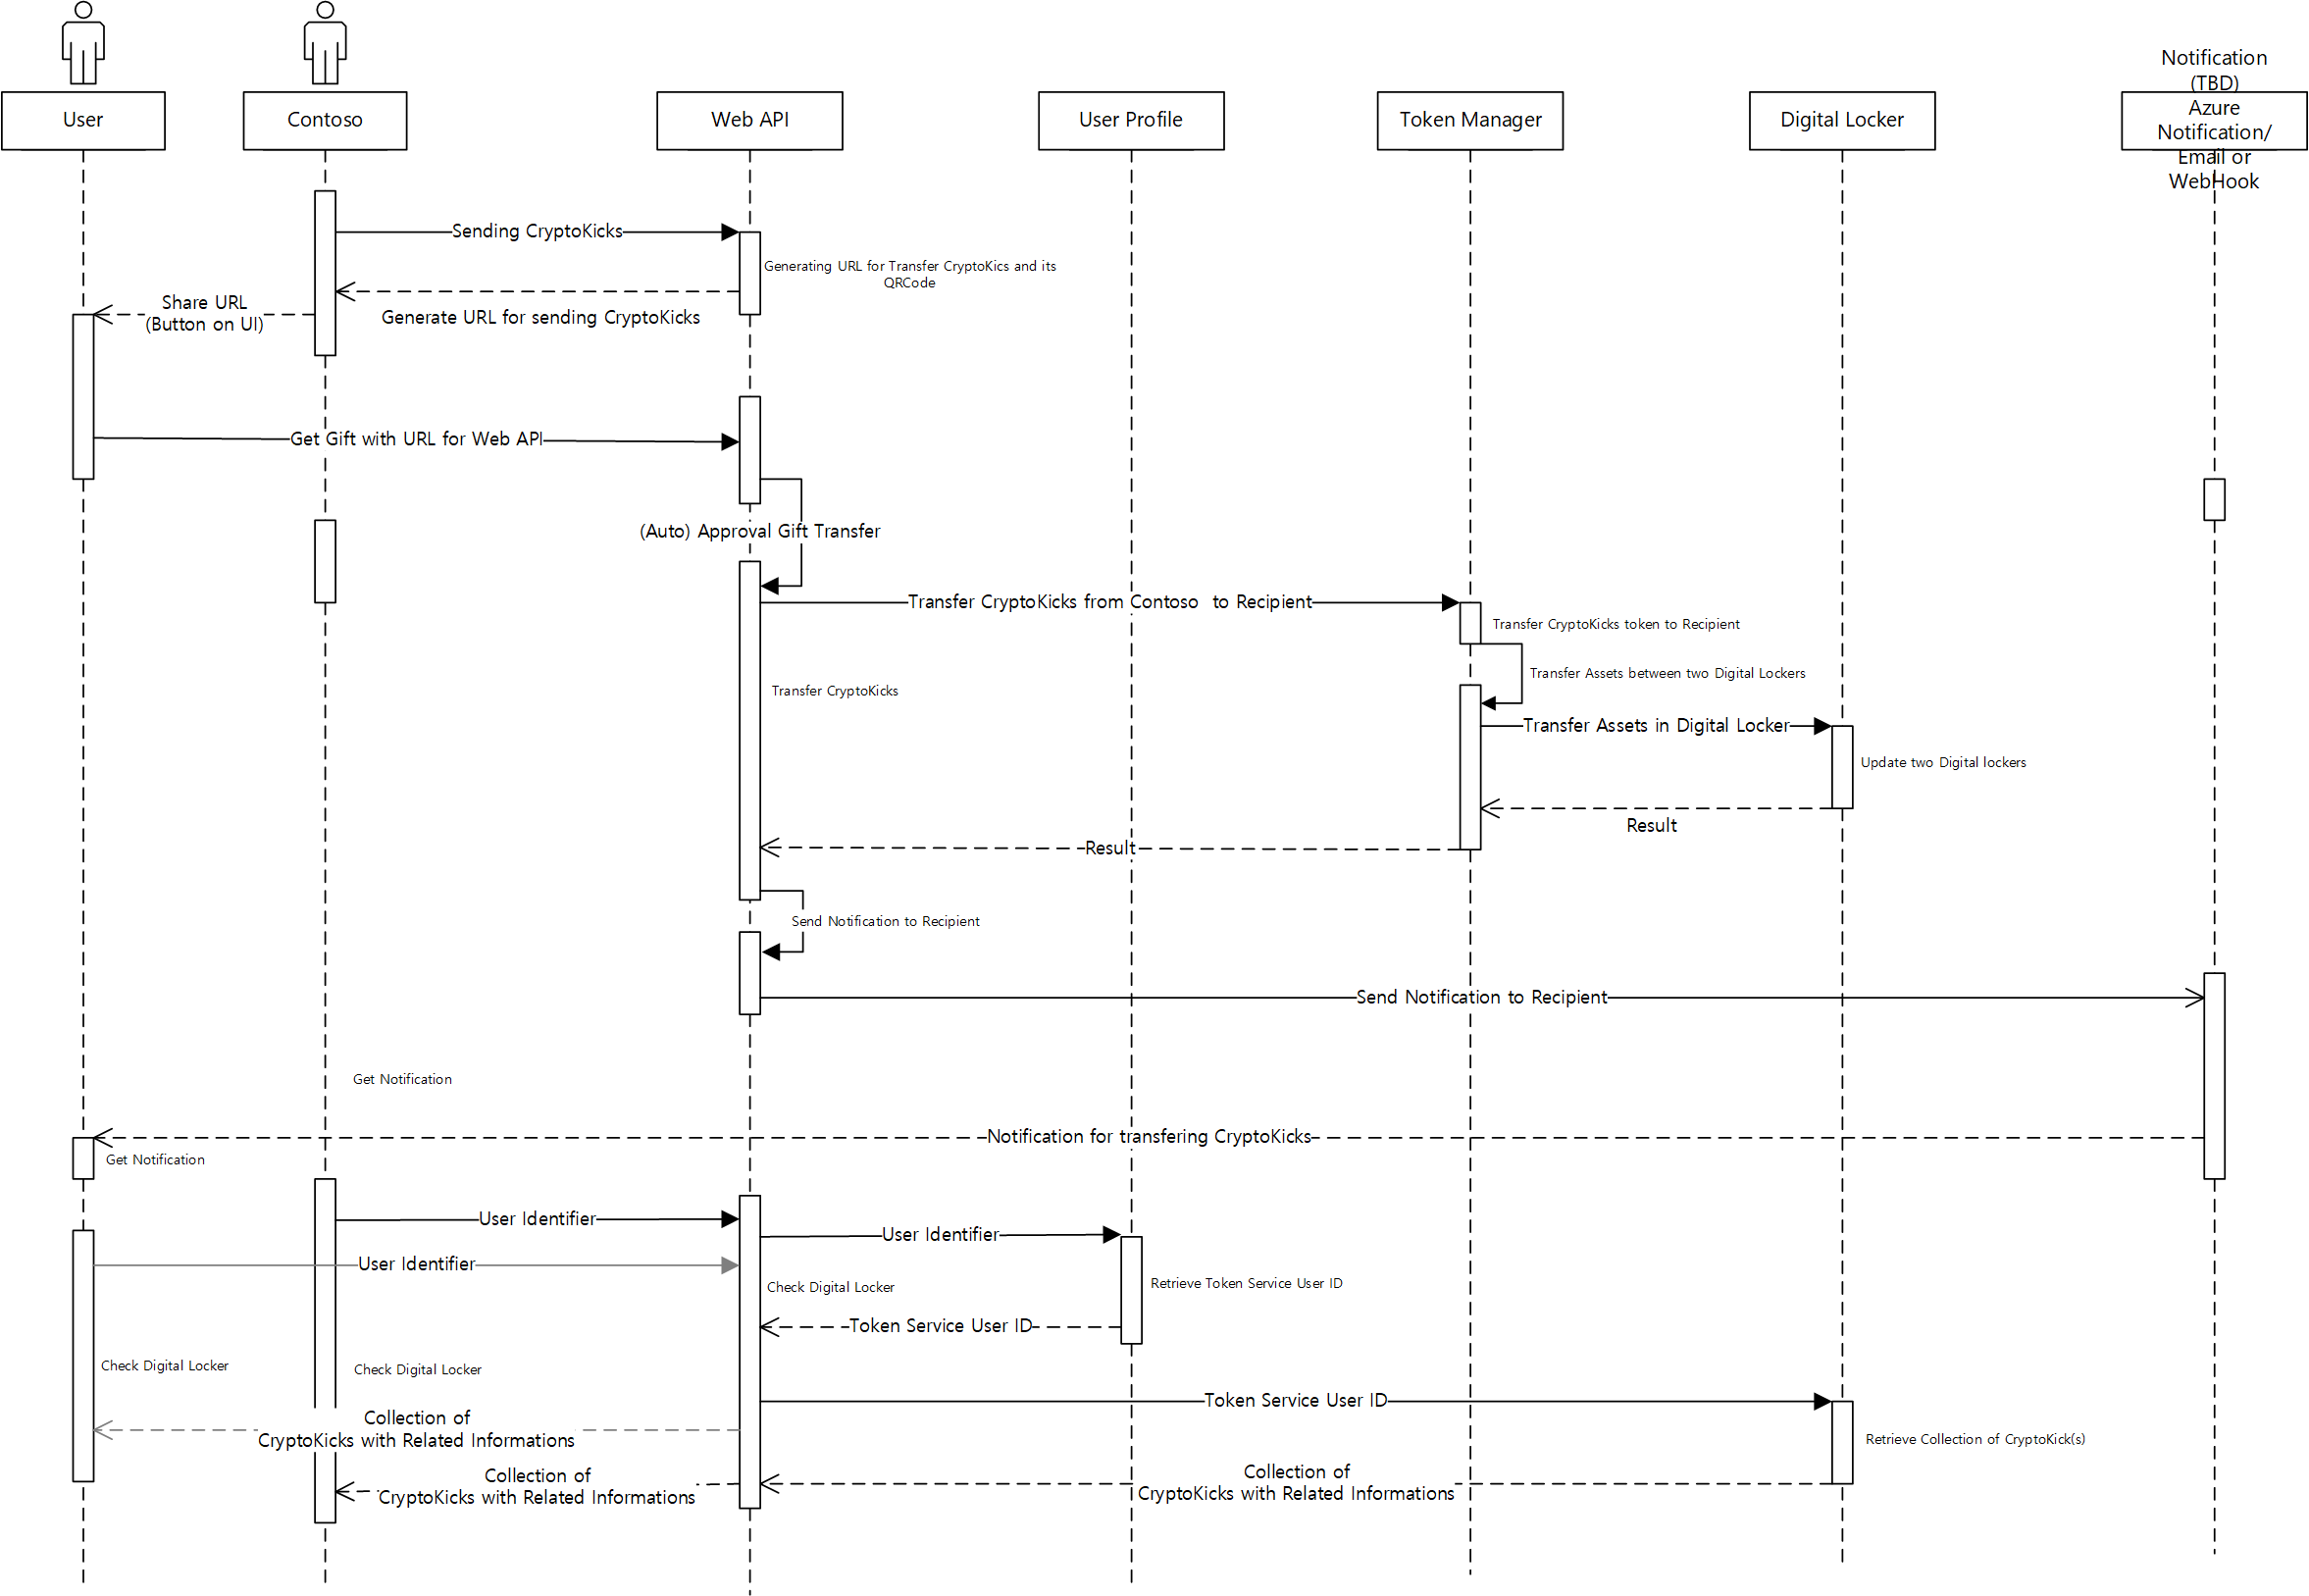 Notification
(TBD)
Azure
Notification/
Email or
WebHook
User
Contoso
Web API
User Profile
Token Manager
Digital Locker
Sending CryptoKicks
Generating URL for Transfer CryptoKics and its
QRCode
Share URL
(Button on UI)
Generate URL for sending CryptoKicks
Get Gift with URL for Web API
(Auto) Approval Gift Transfer
Transfer CryptoKicks from Contoso to Recipient
Transfer CryptoKicks token to Recipient
Transfer Assets between two Digital Lockers
Transfer CryptoKicks
Transfer Assets in Digital Locker
Update two Digital lockers
Result
Result
Send Notification to Recipient
Send Notification to Recipient
Get Notification
Notification for transfering CryptoKicks
Get Notification
User Identifier
User Identifier
User Identifier
Check Digital Locker
Retrieve Token Service User ID
Token Service User ID
Check Digital Locker
Check Digital Locker
Token Service User ID
Collection of
CryptoKicks with Related Informations
Retrieve Collection of CryptoKick(s)
Collection of
CryptoKicks with Related Informations
Collection of
CryptoKicks with Related Informations